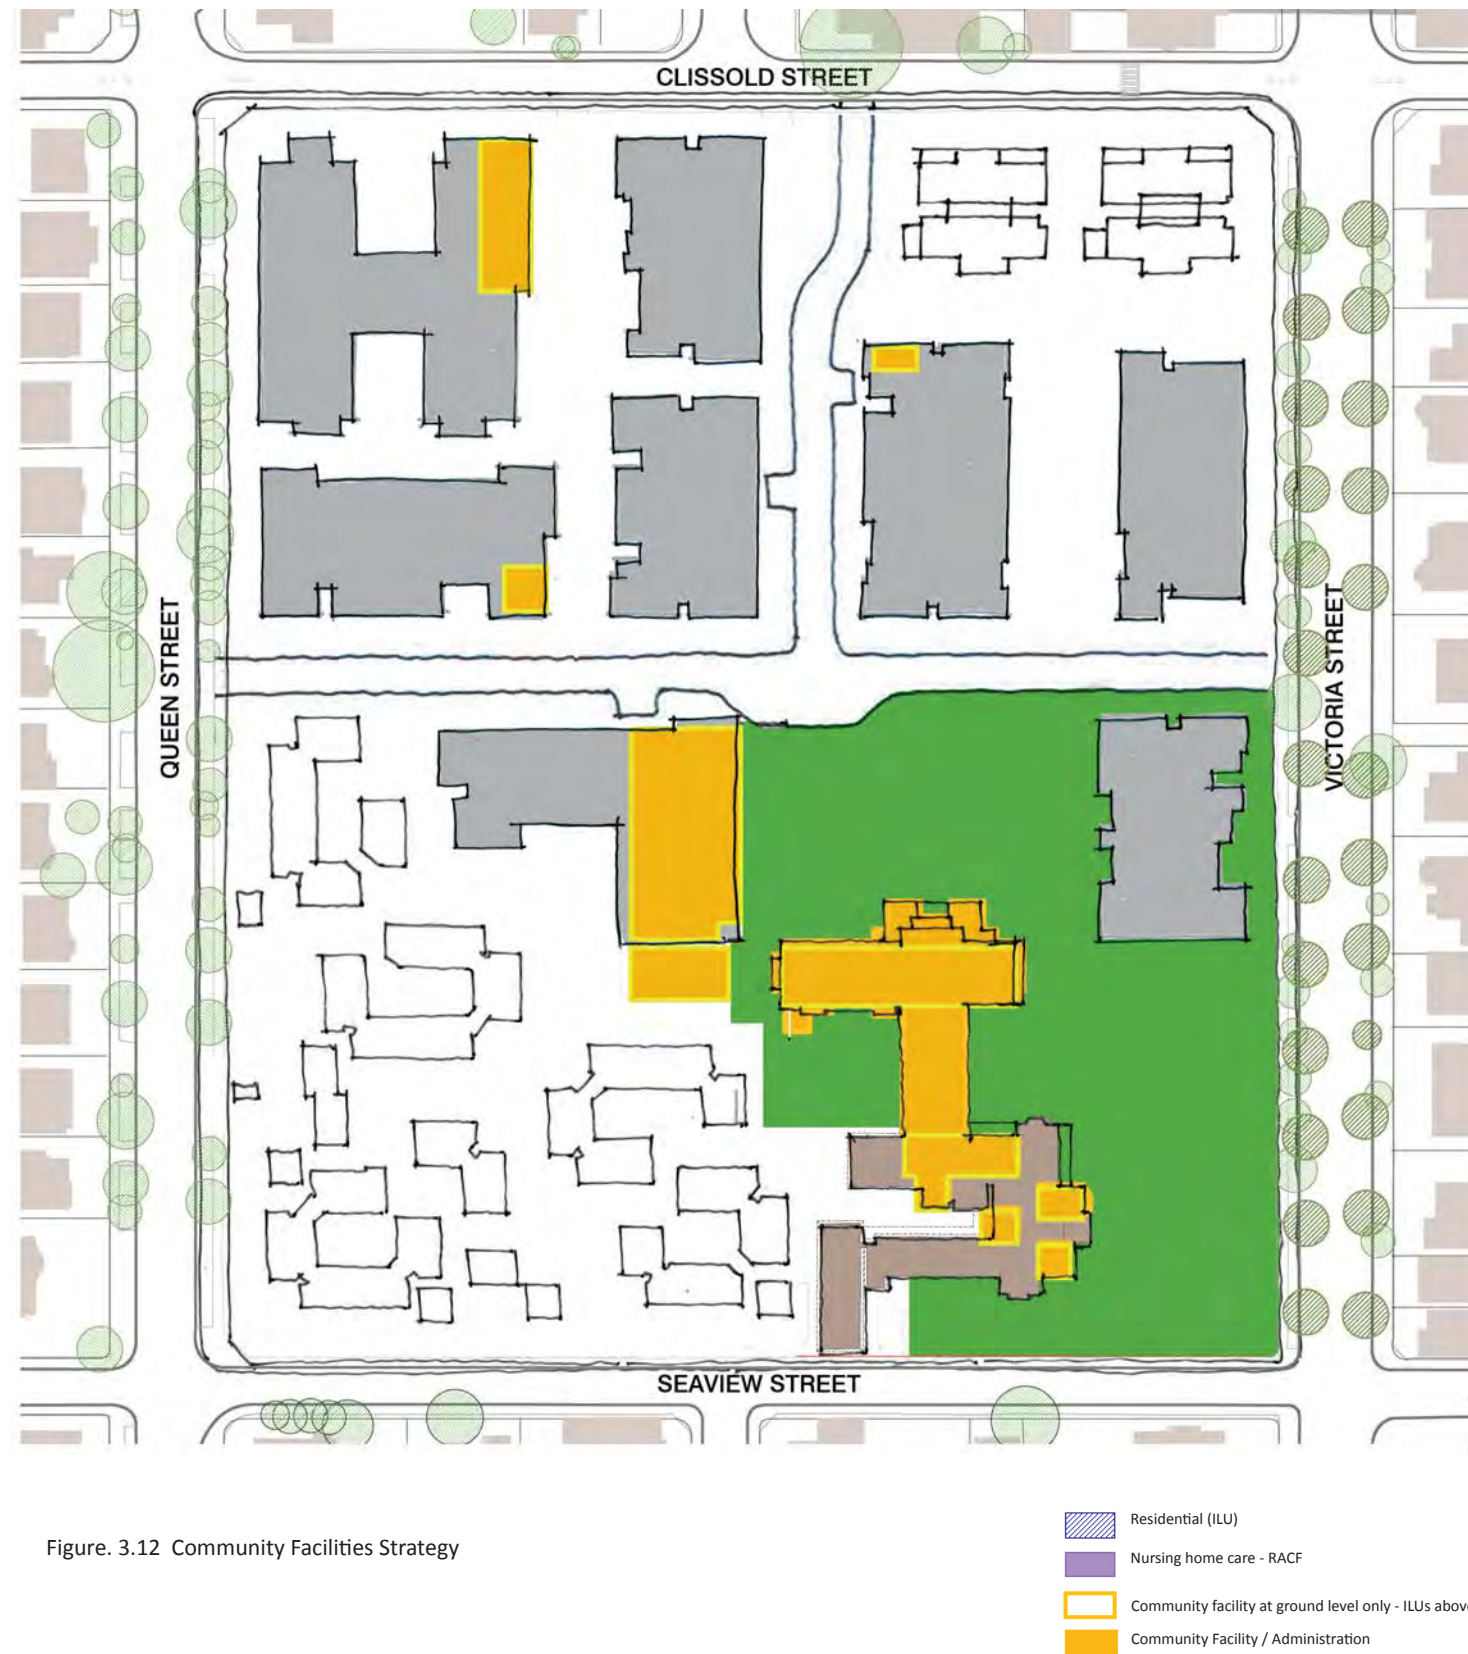 CLISSOLD STREET
QUEEN STREET
VICTORIA STREET
SEAVIEW STREET
Figure. 3.12 Community Facilities Strategy
Residential (ILU)
Nursing home care - RACF
Community facility at ground level only - ILUs above
Community Facility / Administration